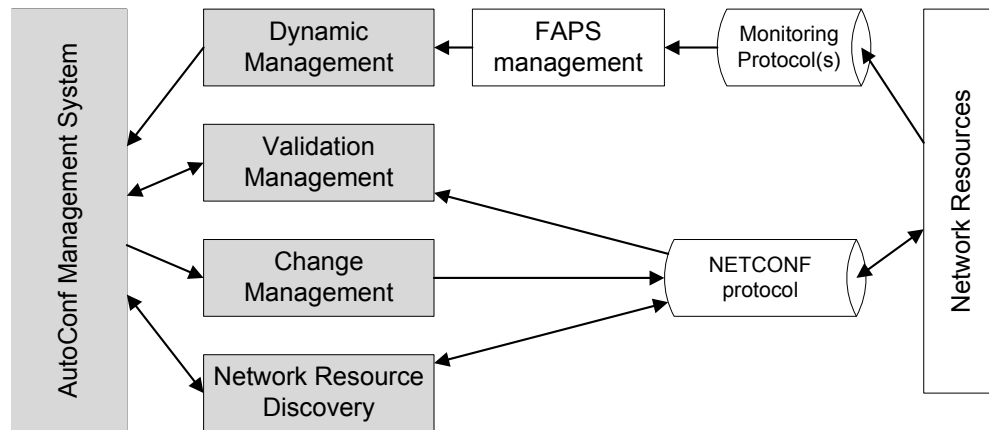 AutoConf Management System
Dynamic
Management
FAPS
management
Monitoring
Protocol(s)
Validation
Management
Change
Management
NETCONF
protocol
Network Resource
Discovery
Network Resources